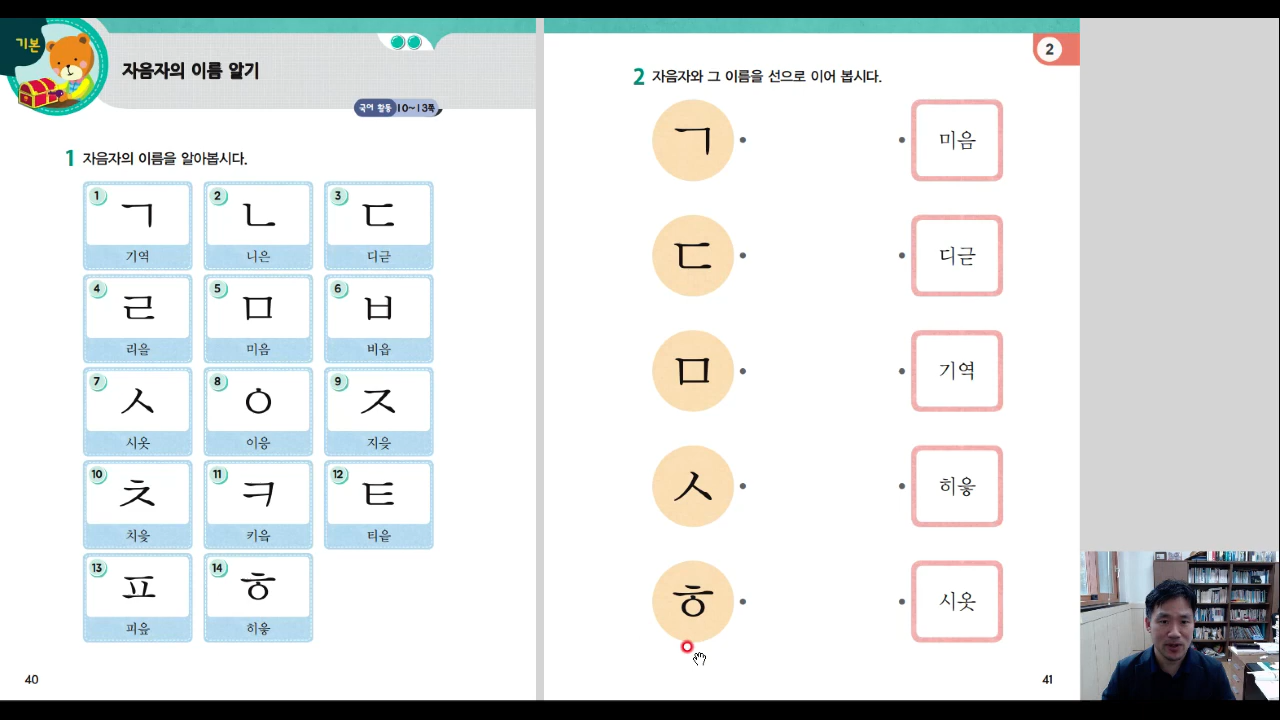 기본
자음자의 이름 알기
국어 활동 10~13쪽
1 자음자의 이름을 알아봅시다.
1 ㄱ 기역
2 ㄴ 니은
3 ㄷ 디귿
4 ㄹ 리을
5 ㅁ 미음
6 ㅂ 비읍
7 ㅅ 시옷
8 ㅇ 이응
9 ㅈ 지읒
10 ㅊ 치읓
11 ㅋ 키읔
12 ㅌ 티읕
13 ㅍ 피읖
14 ㅎ 히읗
40
2
2 자음자와 그 이름을 선으로 이어 봅시다.
ㄱ 미음
ㄷ 디귿
ㅁ 기역
ㅅ 히읗
ㅎ 시옷
41